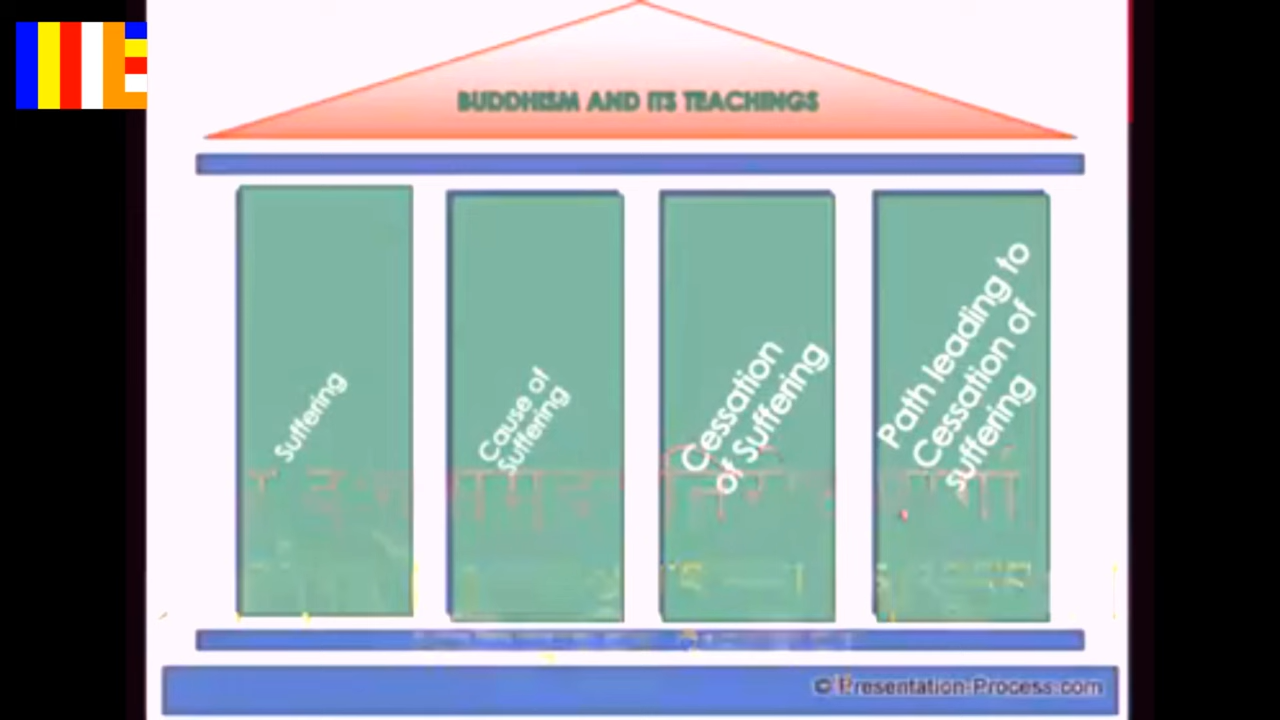 BUDDHISM AND ITS TEACHINGS
Suffering
Cause of
Suffering
Cessation
of Suffering
Path leading to
Cessation of
suffering
© Presentation-Process.com